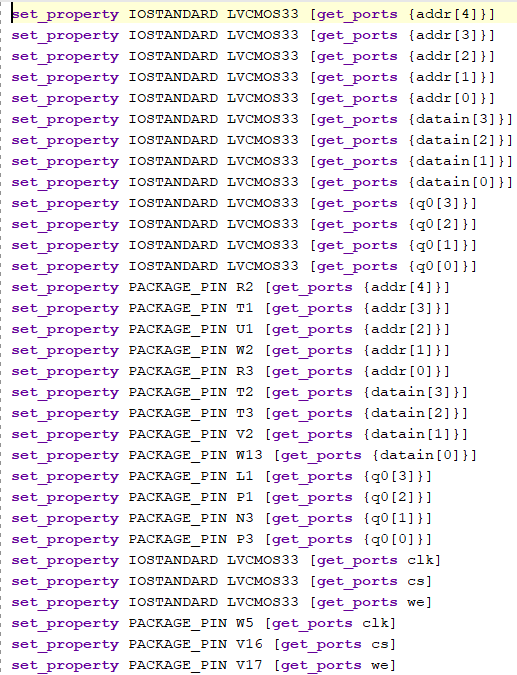 set_property IOSTANDARD LVCMOS33 [get_ports {addr[4]}]
set_property IOSTANDARD LVCMOS33 [get_ports {addr[3]}]
set_property IOSTANDARD LVCMOS33 [get_ports {addr[2]}]
set_property IOSTANDARD LVCMOS33 [get_ports {addr[1]}]
set_property IOSTANDARD LVCMOS33 [get_ports {addr[0]}]
set_property IOSTANDARD LVCMOS33 [get_ports {datain[3]}]
set_property IOSTANDARD LVCMOS33 [get_ports {datain[2]}]
set_property IOSTANDARD LVCMOS33 [get_ports {datain[1]}]
set_property IOSTANDARD LVCMOS33 [get_ports {datain[0]}]
set_property IOSTANDARD LVCMOS33 [get_ports {q0[3]}]
set_property IOSTANDARD LVCMOS33 [get_ports {q0[2]}]
set_property IOSTANDARD LVCMOS33 [get_ports {q0[1]}]
set_property IOSTANDARD LVCMOS33 [get_ports {q0[0]}]
set_property PACKAGE_PIN R2 [get_ports {addr[4]}]
set_property PACKAGE_PIN T1 [get_ports {addr[3]}]
set_property PACKAGE_PIN U1 [get_ports {addr[2]}]
set_property PACKAGE_PIN W2 [get_ports {addr[1]}]
set_property PACKAGE_PIN R3 [get_ports {addr[0]}]
set_property PACKAGE_PIN T2 [get_ports {datain[3]}]
set_property PACKAGE_PIN T3 [get_ports {datain[2]}]
set_property PACKAGE_PIN V2 [get_ports {datain[1]}]
set_property PACKAGE_PIN W13 [get_ports {datain[0]}]
set_property PACKAGE_PIN L1 [get_ports {q0[3]}]
set_property PACKAGE_PIN P1 [get_ports {q0[2]}]
set_property PACKAGE_PIN N3 [get_ports {q0[1]}]
set_property PACKAGE_PIN P3 [get_ports {q0[0]}]
set_property IOSTANDARD LVCMOS33 [get_ports clk]
set_property IOSTANDARD LVCMOS33 [get_ports cs]
set_property IOSTANDARD LVCMOS33 [get_ports we]
set_property PACKAGE_PIN W5 [get_ports clk]
set_property PACKAGE_PIN V16 [get_ports cs]
set_property PACKAGE_PIN V17 [get_ports we]